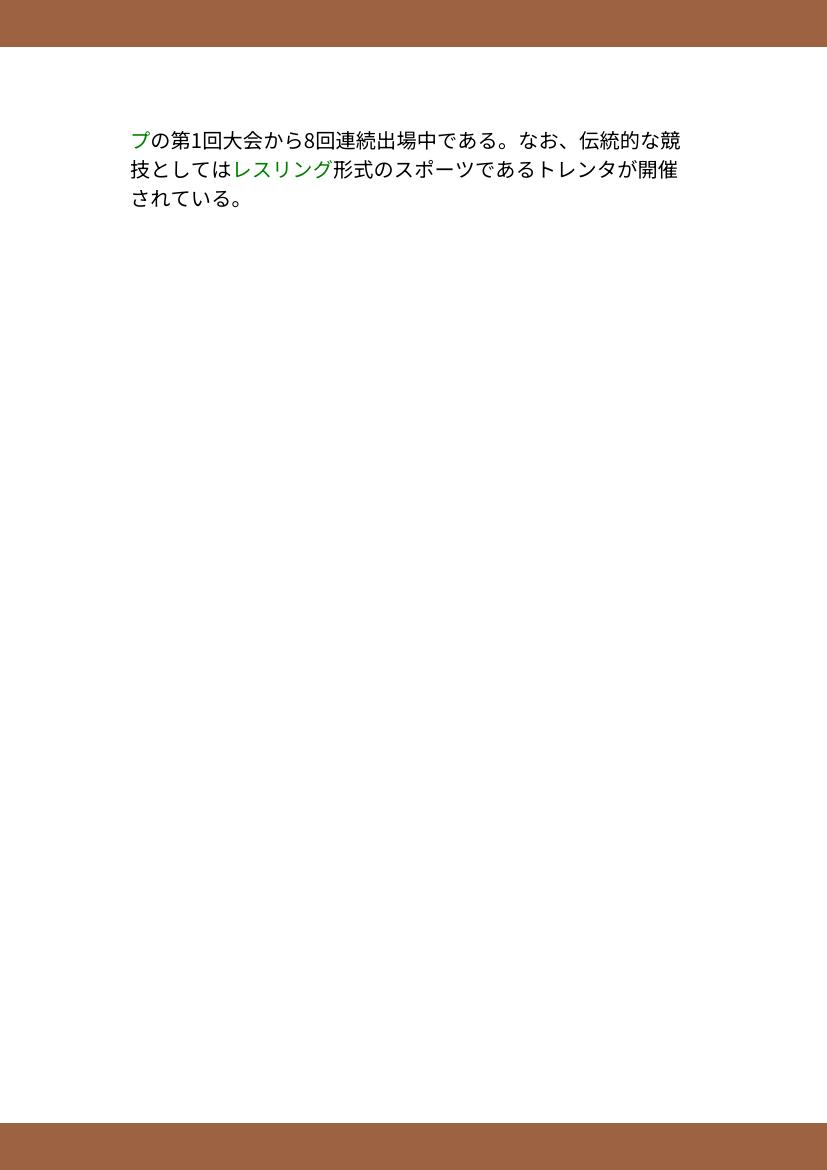 プの第1回大会から8回連続出場中である。なお、伝統的な競
技としてはレスリング形式のスポーツであるトレンタが開催
されている。